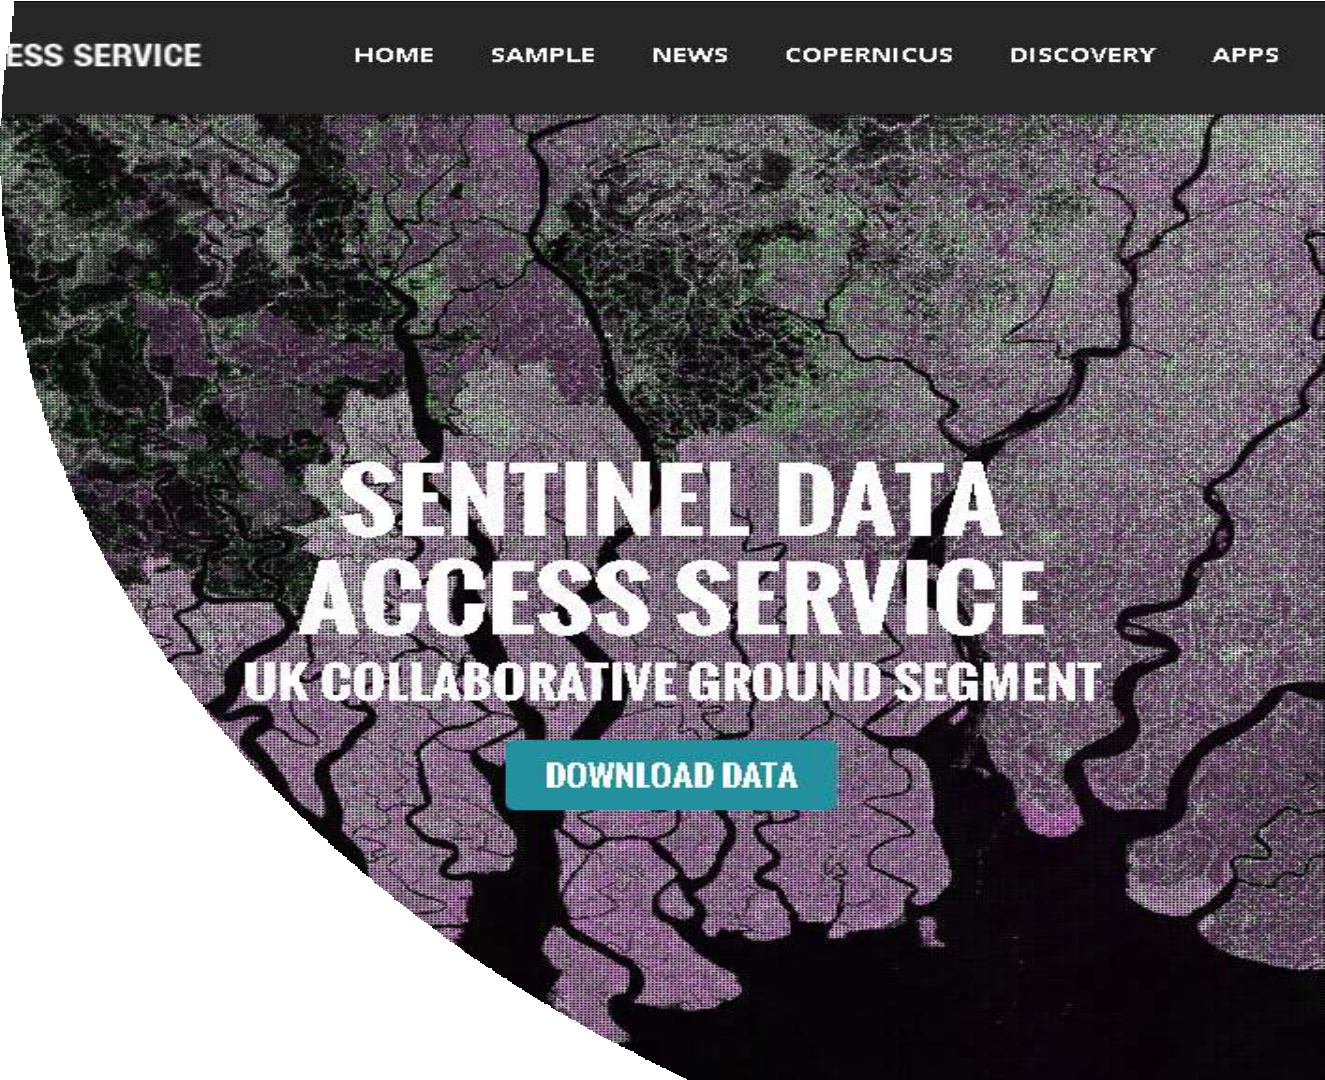 ESS SERVICE
HOME SAMPLE NEWS COPERNICUS DISCOVERY APPS
SENTINEL DATA
ACCESS SERVICE
UK COLLABORATIVE GROUND SEGMENT
DOWNLOAD DATA